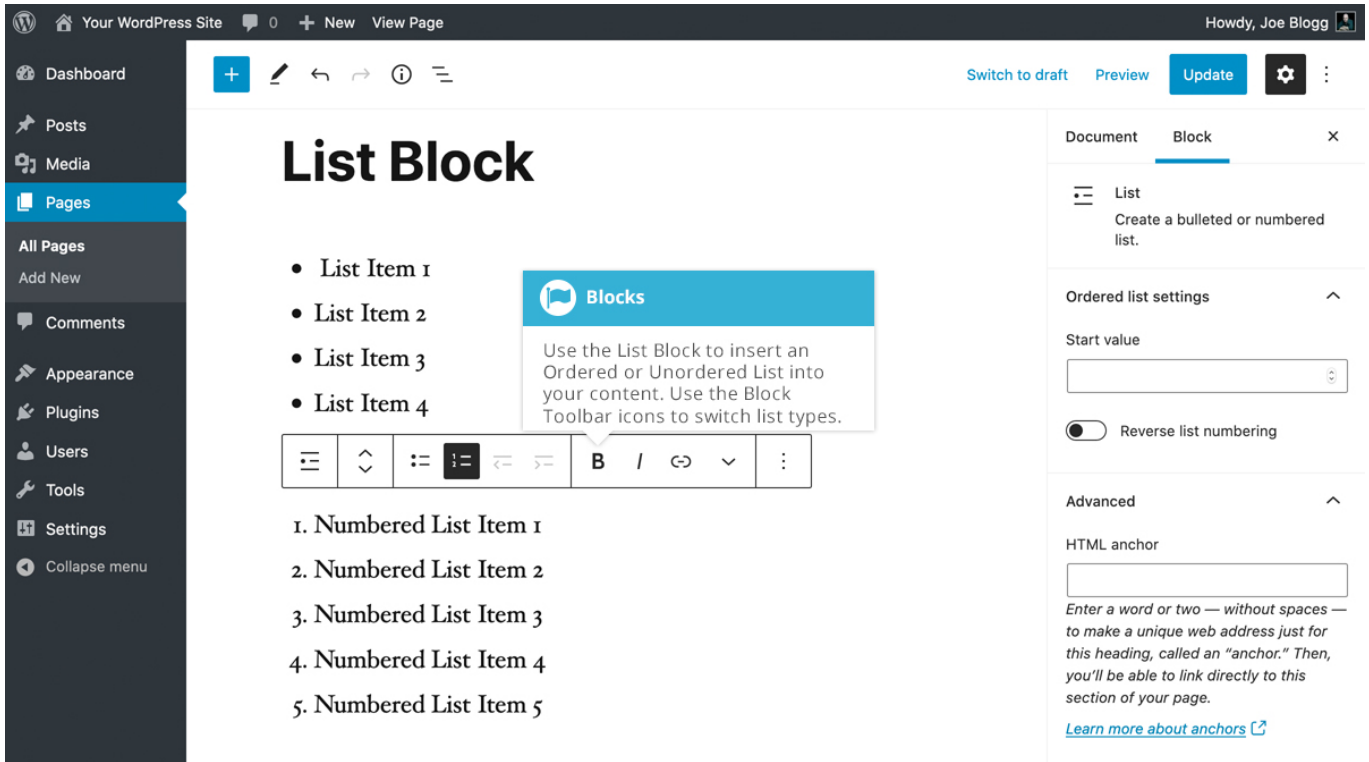 Your WordPress Site 0 New View Page Howdy, Joe Blogg
Dashboard
Posts
Media
Pages
All Pages
Add New
Comments
Appearance
Plugins
Users
Tools
Settings
Collapse menu
Switch to draft Preview Update
List Block
• List Item 1
• List Item 2
• List Item 3
• List Item 4
Blocks
Use the List Block to insert an
Ordered or Unordered List into
your content. Use the Block
Toolbar icons to switch list types.
B I
1. Numbered List Item 1
2. Numbered List Item 2
3. Numbered List Item 3
4. Numbered List Item 4
5. Numbered List Item 5
Document Block
List
Create a bulleted or numbered
list.
Ordered list settings
Start value
Reverse list numbering
Advanced
HTML anchor
Enter a word or two — without spaces —
to make a unique web address just for
this heading, called an “anchor.” Then,
you’ll be able to link directly to this
section of your page.
Learn more about anchors